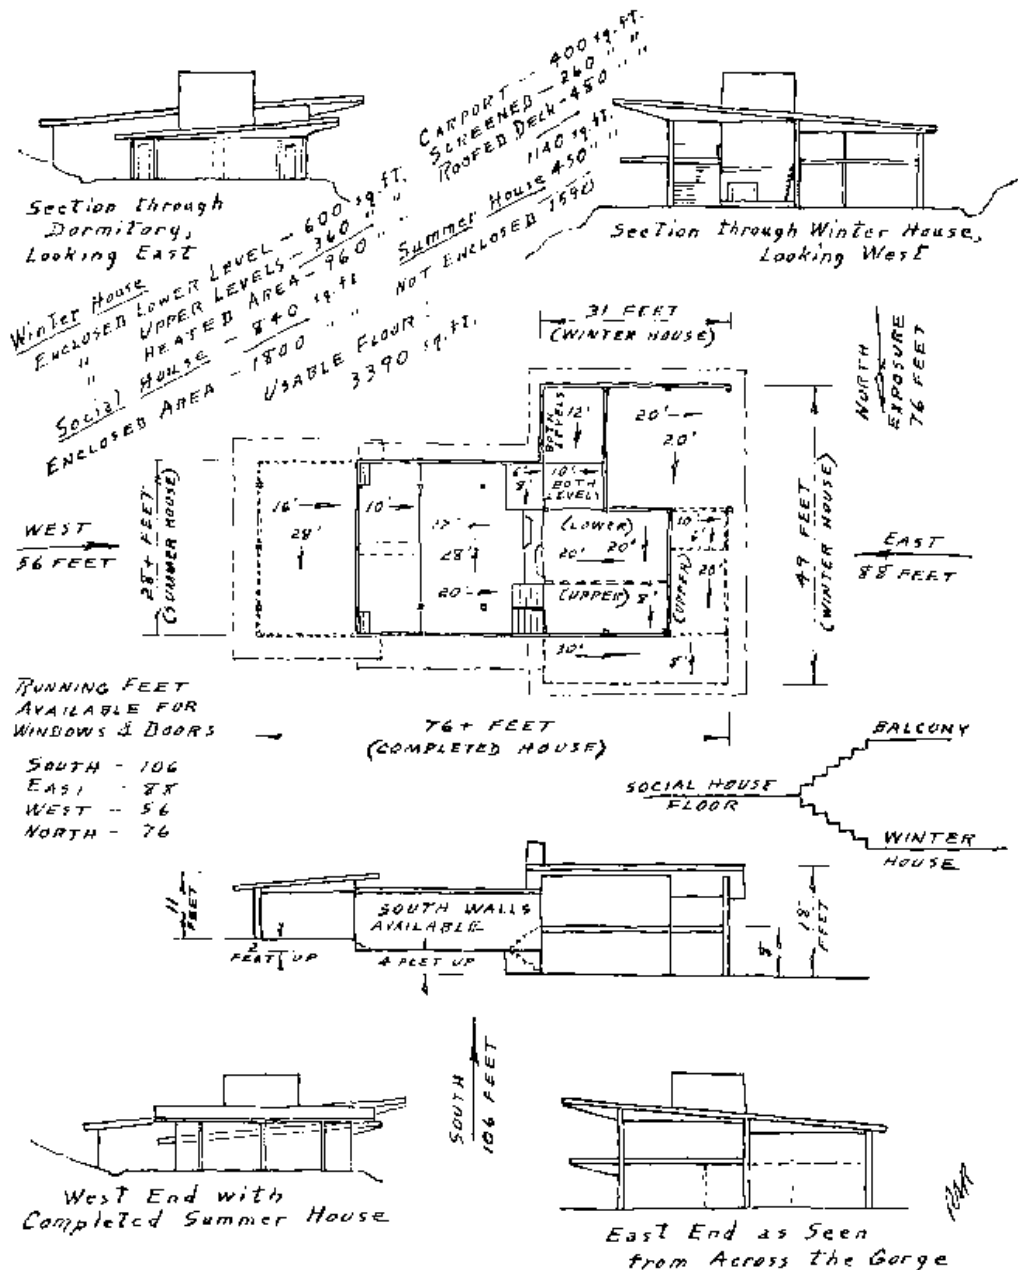 Section through
Dormitory,
Looking East
Winter House
ENCLOSED LOWER LEVEL — 600 sq. ft.
" UPPER LEVELS — 360 " "
" HEATED AREA — 960 " "
Social House — 840 sq. ft.
ENCLOSED AREA — 1800 " "
CARPORT — 400 sq. ft.
SCREENED — 260 " "
ROOFED DECK — 480 " "
1140 sq. ft.
Summer House 450 " "
NOT ENCLOSED 1590
USABLE FLOOR:
3390 sq. ft.
Section through Winter House,
Looking West
31 FEET
(WINTER HOUSE)
NORTH
EXPOSURE
76 FEET
WEST
56 FEET
28+ FEET
(SUMMER HOUSE)
16'
28'
10'
12'
28'
20'
6'
8'
BOTH
LEVELS
12'
10'
BOTH
LEVELS
20'
20'
(LOWER)
20'
20'
(UPPER)
8'
10'
(UPPER)
20'
30'
8'
49 FEET
(WINTER HOUSE)
EAST
88 FEET
RUNNING FEET
AVAILABLE FOR
WINDOWS & DOORS
SOUTH - 106
EAST - 88
WEST - 56
NORTH - 76
76+ FEET
(COMPLETED HOUSE)
BALCONY
SOCIAL HOUSE
FLOOR
WINTER
HOUSE
11
FEET
2
FEET UP
SOUTH WALLS
AVAILABLE
4 FEET UP
8'
18
FEET
SOUTH
106 FEET
West End with
Completed Summer House
East End as Seen
from Across the Gorge